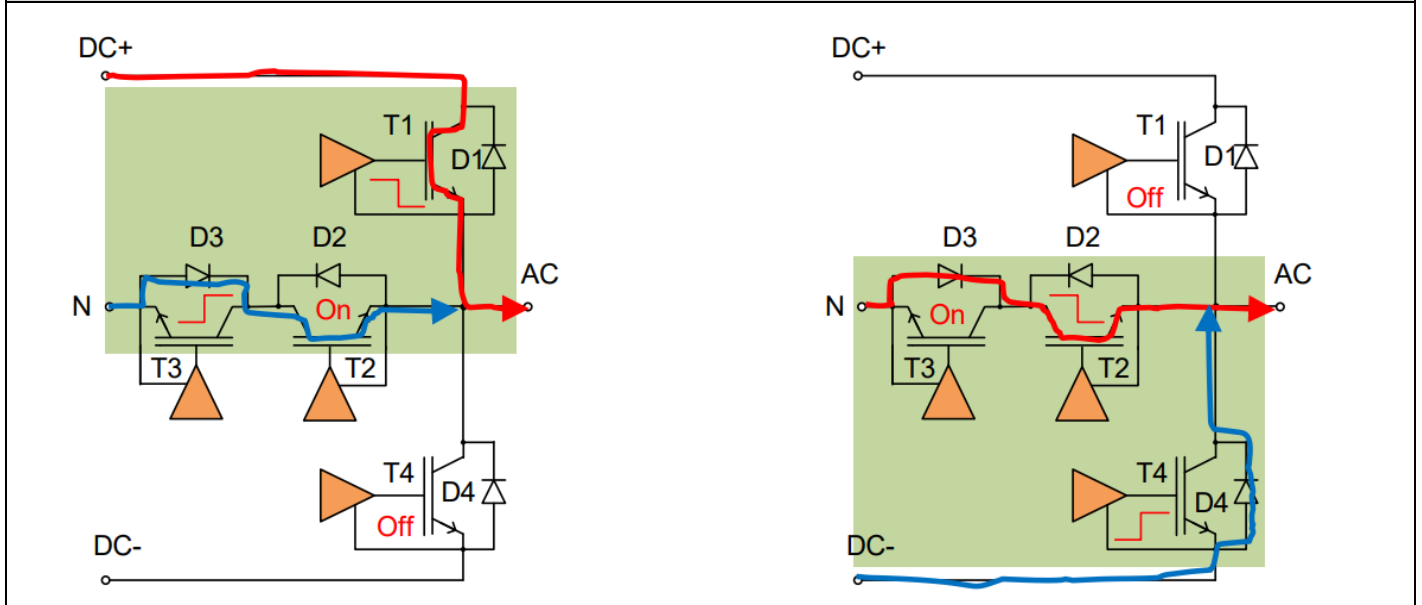 DC+
T1
D1
D3
D2
AC
N
On
T3
T2
T4
D4
Off
DC-
DC+
T1
D1
Off
D3
D2
AC
N
On
T3
T2
T4
D4
DC-